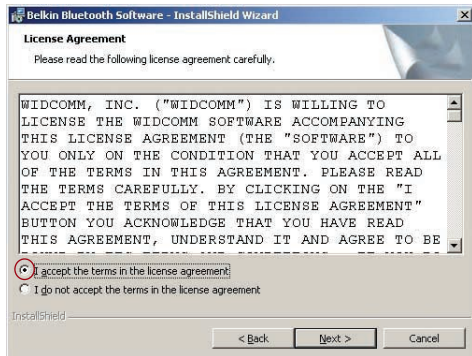 Belkin Bluetooth Software - InstallShield Wizard
License Agreement
Please read the following license agreement carefully.
WIDCOMM, INC. ("WIDCOMM") IS WILLING TO
LICENSE THE WIDCOMM SOFTWARE ACCOMPANYING
THIS LICENSE AGREEMENT (THE "SOFTWARE") TO
YOU ONLY ON THE CONDITION THAT YOU ACCEPT ALL
OF THE TERMS IN THIS AGREEMENT. PLEASE READ
THE TERMS CAREFULLY. BY CLICKING ON THE "I
ACCEPT THE TERMS OF THIS LICENSE AGREEMENT"
BUTTON YOU ACKNOWLEDGE THAT YOU HAVE READ
THIS AGREEMENT, UNDERSTAND IT AND AGREE TO BE
I accept the terms in the license agreement
I do not accept the terms in the license agreement
InstallShield
< Back Next > Cancel